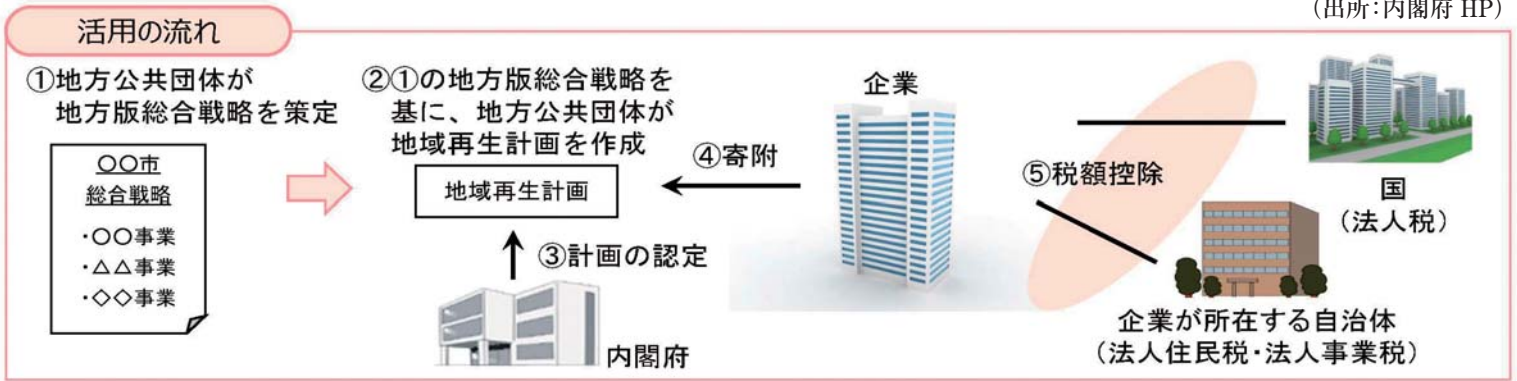 (出所:内閣府 HP)
活用の流れ
①地方公共団体が
地方版総合戦略を策定
〇〇市
総合戦略
・〇〇事業
・△△事業
・◇◇事業
②①の地方版総合戦略を
基に、地方公共団体が
地域再生計画を作成
地域再生計画
③計画の認定
内閣府
④寄附
企業
⑤税額控除
国
(法人税)
企業が所在する自治体
(法人住民税・法人事業税)